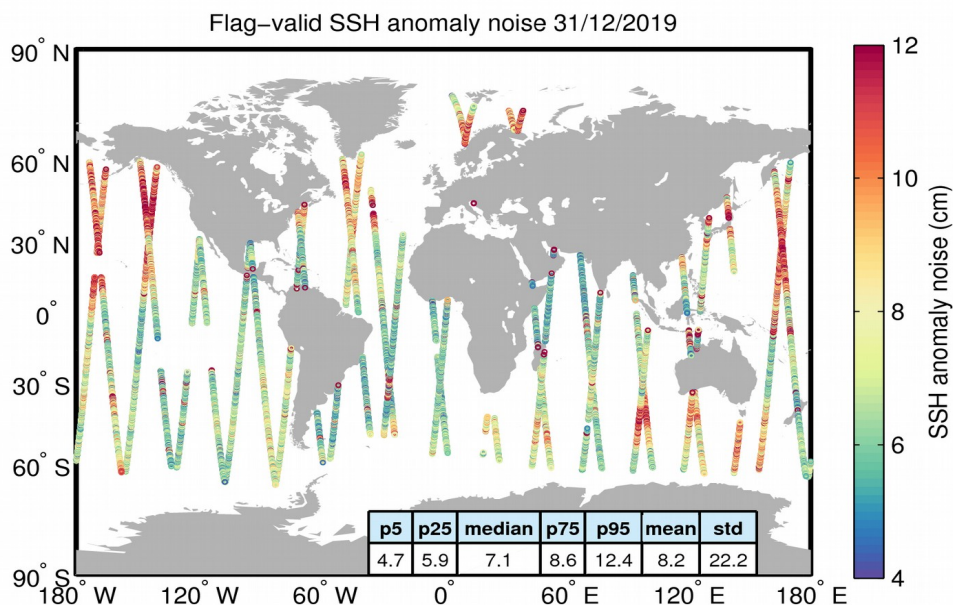 Flag–valid SSH anomaly noise 31/12/2019
90° N
60° N
30° N
0°
30° S
60° S
90° S
180° W
120° W
60° W
0°
60° E
120° E
180° E
p5 p25 median p75 p95 mean std
4.7 5.9 7.1 8.6 12.4 8.2 22.2
12
10
8
6
4
SSH anomaly noise (cm)